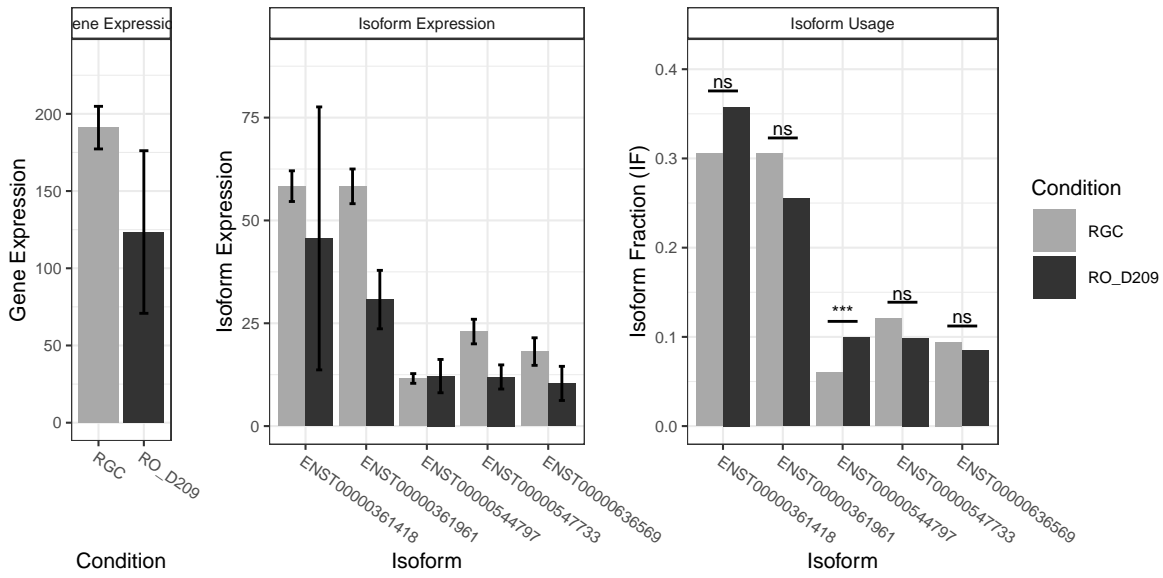 ene Expressio
Gene Expression
200
150
100
50
0
RGC
RO_D209
Condition
Isoform Expression
Isoform Expression
75
50
25
0
ENST00000361418
ENST00000361961
ENST00000544797
ENST00000547733
ENST00000636569
Isoform
Isoform Usage
Isoform Fraction (IF)
0.4
0.3
0.2
0.1
0.0
ns
ns
***
ns
ns
ENST00000361418
ENST00000361961
ENST00000544797
ENST00000547733
ENST00000636569
Isoform
Condition
RGC
RO_D209